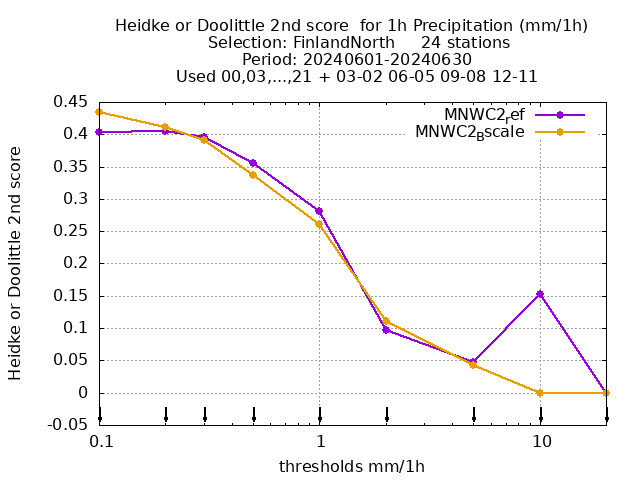 Heidke or Doolittle 2nd score  for 1h Precipitation (mm/1h)
Selection: FinlandNorth     24 stations
Period: 20240601-20240630
Used 00,03,...,21 + 03-02 06-05 09-08 12-11
MNWC2ref
MNWC2Bscale
Heidke or Doolittle 2nd score
0.45
0.4
0.35
0.3
0.25
0.2
0.15
0.1
0.05
0
-0.05
0.1
1
10
thresholds mm/1h